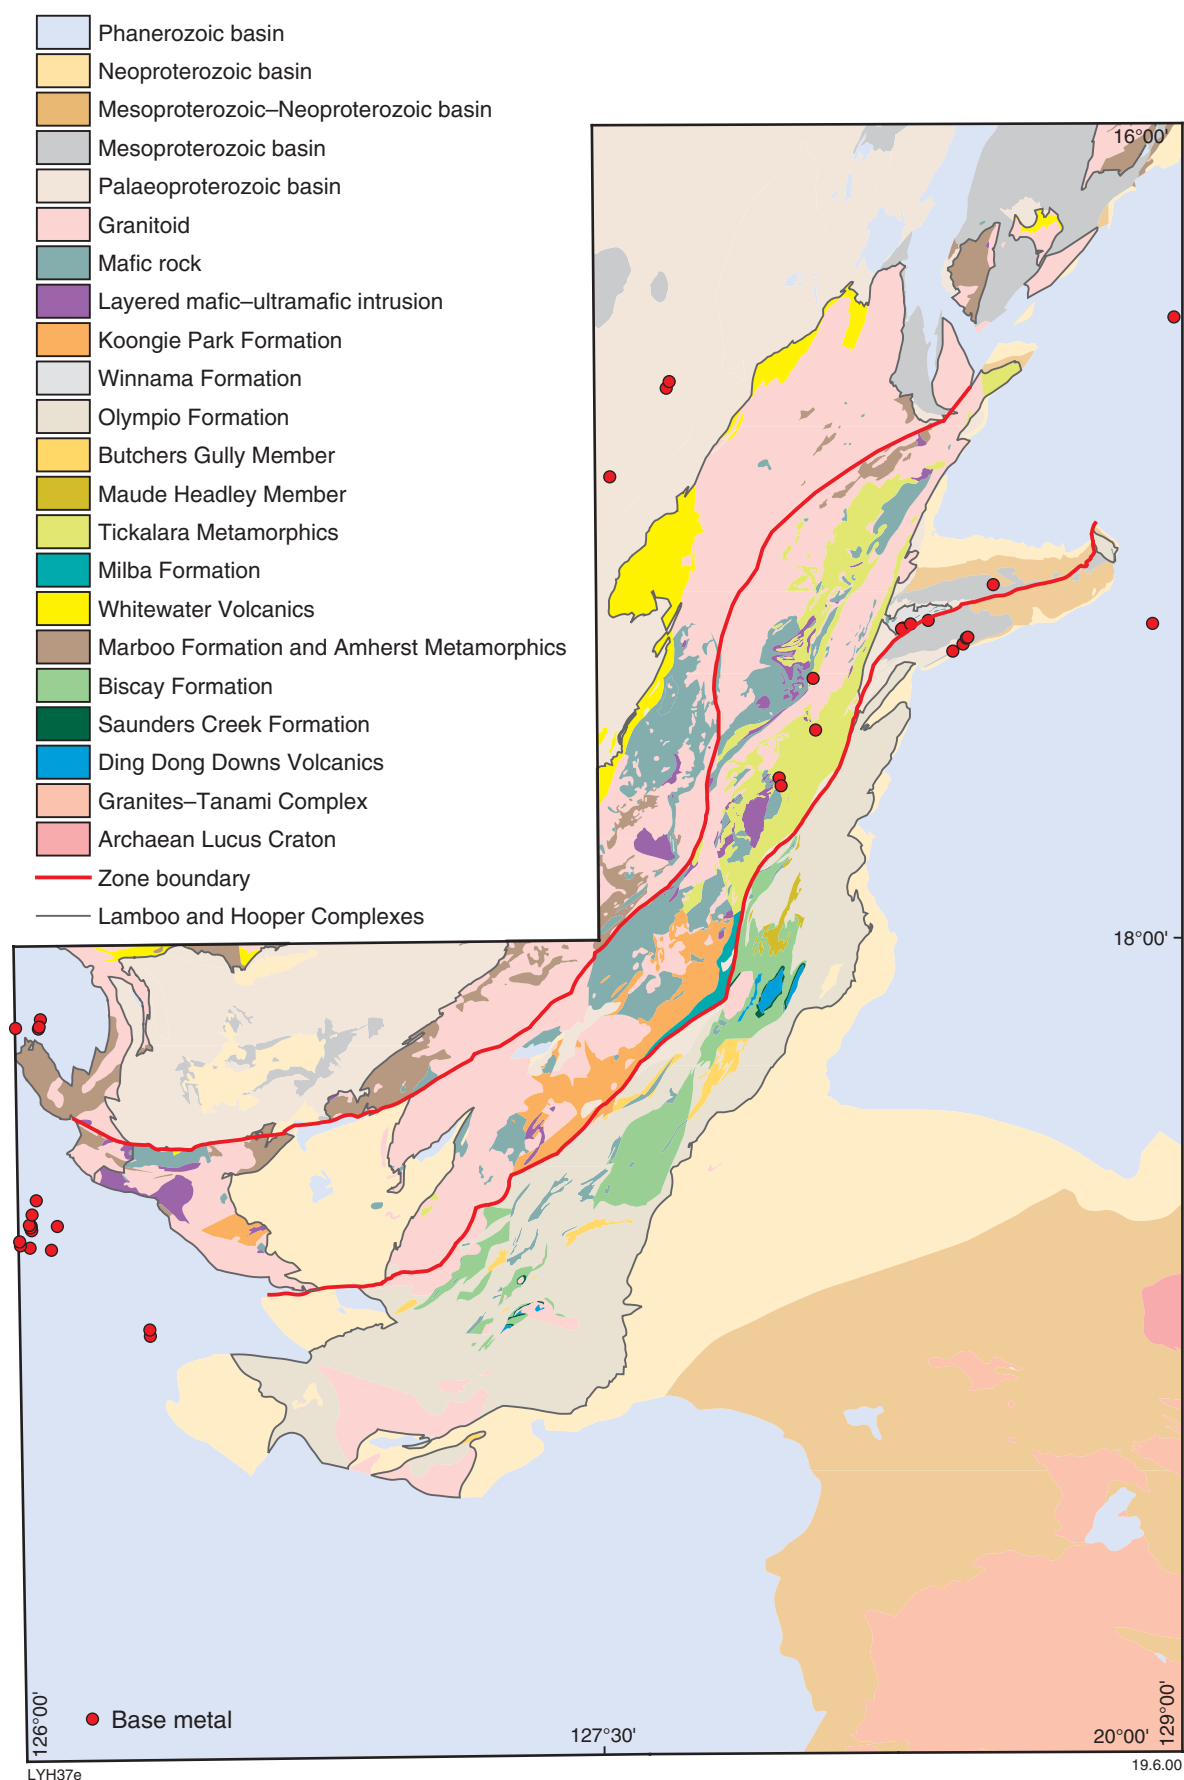 Phanerozoic basin
Neoproterozoic basin
Mesoproterozoic–Neoproterozoic basin
Mesoproterozoic basin
Palaeoproterozoic basin
Granitoid
Mafic rock
Layered mafic–ultramafic intrusion
Koongie Park Formation
Winnama Formation
Olympio Formation
Butchers Gully Member
Maude Headley Member
Tickalara Metamorphics
Milba Formation
Whitewater Volcanics
Marboo Formation and Amherst Metamorphics
Biscay Formation
Saunders Creek Formation
Ding Dong Downs Volcanics
Granites–Tanami Complex
Archaean Lucus Craton
Zone boundary
Lamboo and Hooper Complexes
16°00'
18°00'
126°00'
Base metal
127°30'
20°00'
129°00'
LYH37e
19.6.00